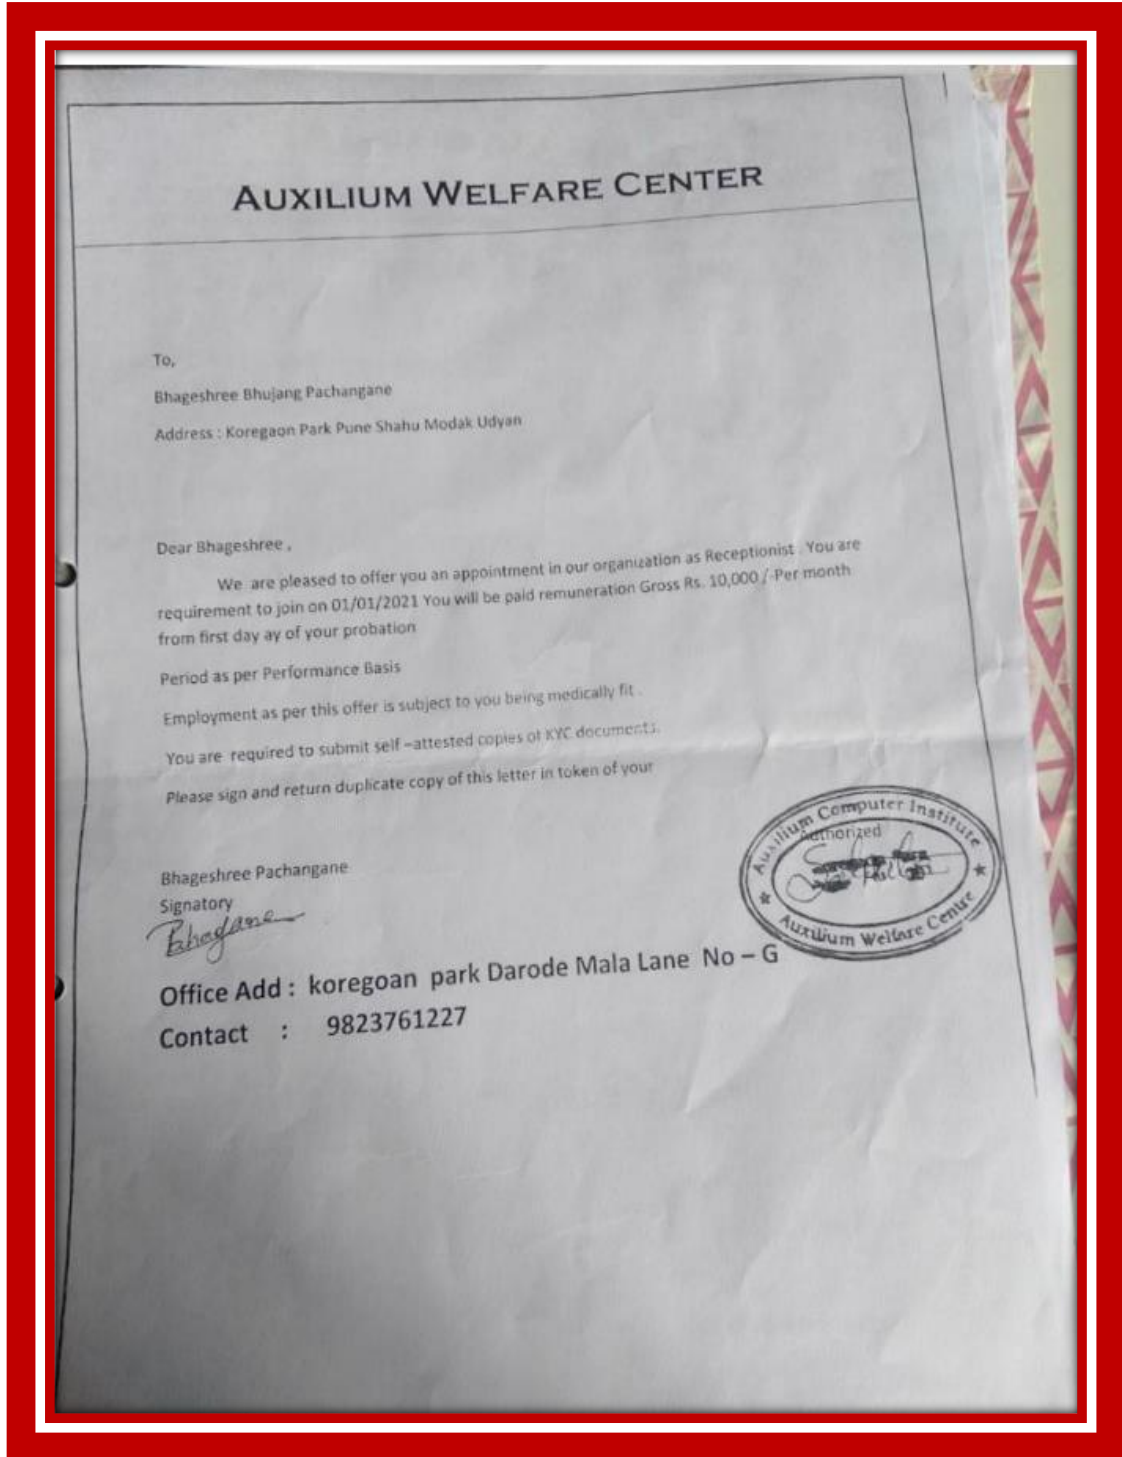 AUXILIUM WELFARE CENTER
To,
Bhageshree Bhujang Pachangane
Address : Koregaon Park Pune Shahu Modak Udyan
Dear Bhageshree ,
We are pleased to offer you an appointment in our organization as Receptionist . You are
requirement to join on 01/01/2021 You will be paid remuneration Gross Rs. 10,000 /-Per month
from first day ay of your probation
Period as per Performance Basis
Employment as per this offer is subject to you being medically fit .
You are required to submit self –attested copies of KYC documents.
Please sign and return duplicate copy of this letter in token of your
Auxilium Computer Institute
Authorized
★ ★
Auxilium Welfare Centre
Bhageshree Pachangane
Signatory
Office Add : koregoan park Darode Mala Lane No – G
Contact : 9823761227